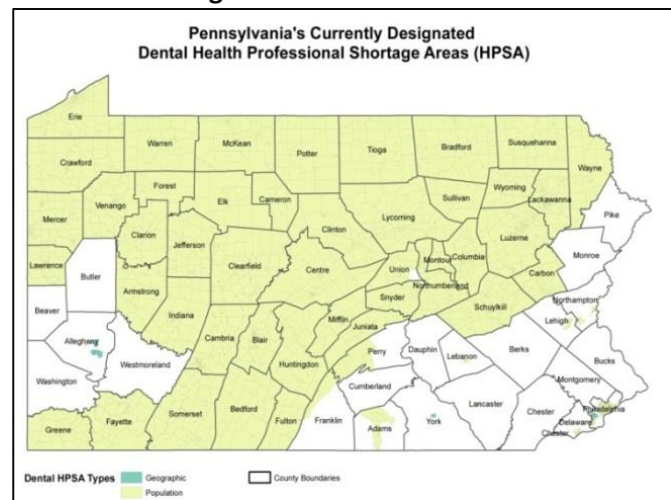 Pennsylvania's Currently Designated
Dental Health Professional Shortage Areas (HPSA)
Erie
Warren
McKean
Potter
Tioga
Bradford
Susquehanna
Wayne
Crawford
Forest
Elk
Cameron
Sullivan
Wyoming
Lackawanna
Pike
Mercer
Venango
Clinton
Lycoming
Luzerne
Monroe
Clarion
Jefferson
Clearfield
Centre
Union
Montour
Columbia
Carbon
Lawrence
Butler
Armstrong
Snyder
Northumberland
Schuylkill
Northampton
Beaver
Indiana
Mifflin
Juniata
Lehigh
Allegheny
Cambria
Blair
Huntingdon
Perry
Dauphin
Lebanon
Berks
Bucks
Washington
Westmoreland
Cumberland
Montgomery
Greene
Fayette
Somerset
Bedford
Fulton
Franklin
Adams
York
Lancaster
Chester
Delaware
Philadelphia
Chester
Dental HPSA Types
Geographic
County Boundaries
Population